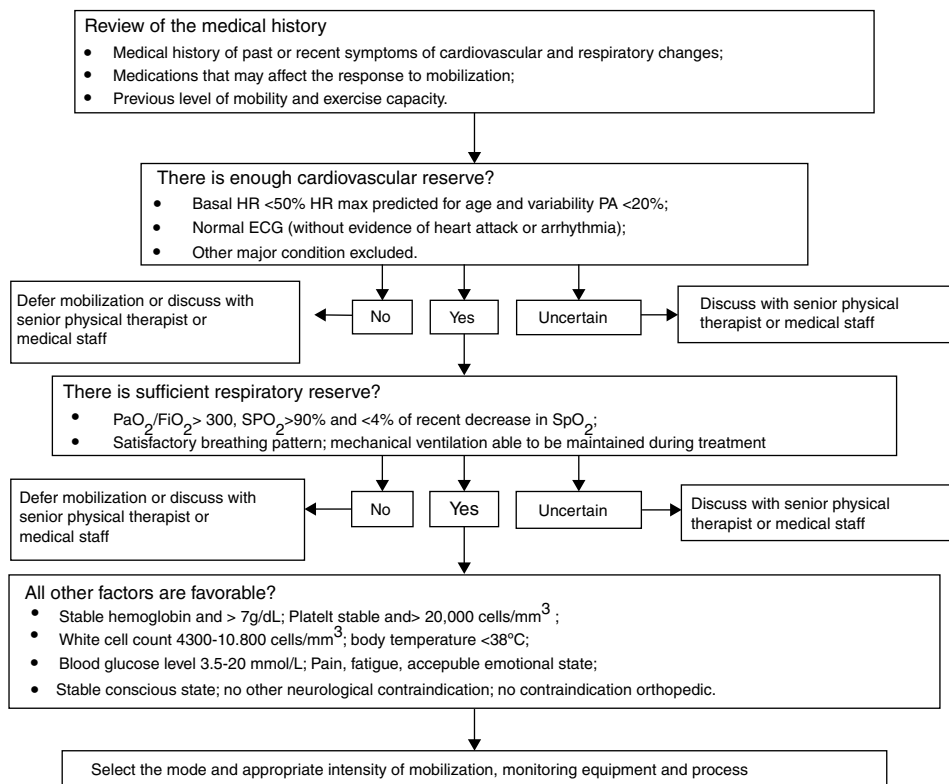 Review of the medical history
• Medical history of past or recent symptoms of cardiovascular and respiratory changes;
• Medications that may affect the response to mobilization;
• Previous level of mobility and exercise capacity.
There is enough cardiovascular reserve?
• Basal HR <50% HR max predicted for age and variability PA <20%;
• Normal ECG (without evidence of heart attack or arrhythmia);
• Other major condition excluded.
Defer mobilization or discuss with
senior physical therapist or
medical staff
No
Yes
Uncertain
Discuss with senior physical
therapist or medical staff
There is sufficient respiratory reserve?
• PaO2/FiO2> 300, SPO2>90% and <4% of recent decrease in SpO2;
• Satisfactory breathing pattern; mechanical ventilation able to be maintained during treatment
Defer mobilization or discuss with
senior physical therapist or
medical staff
No
Yes
Uncertain
Discuss with senior physical
therapist or medical staff
All other factors are favorable?
• Stable hemoglobin and > 7g/dL; Platelt stable and> 20,000 cells/mm3 ;
• White cell count 4300-10.800 cells/mm3; body temperature <38ºC;
• Blood glucose level 3.5-20 mmol/L; Pain, fatigue, accepuble emotional state;
• Stable conscious state; no other neurological contraindication; no contraindication orthopedic.
Select the mode and appropriate intensity of mobilization, monitoring equipment and process